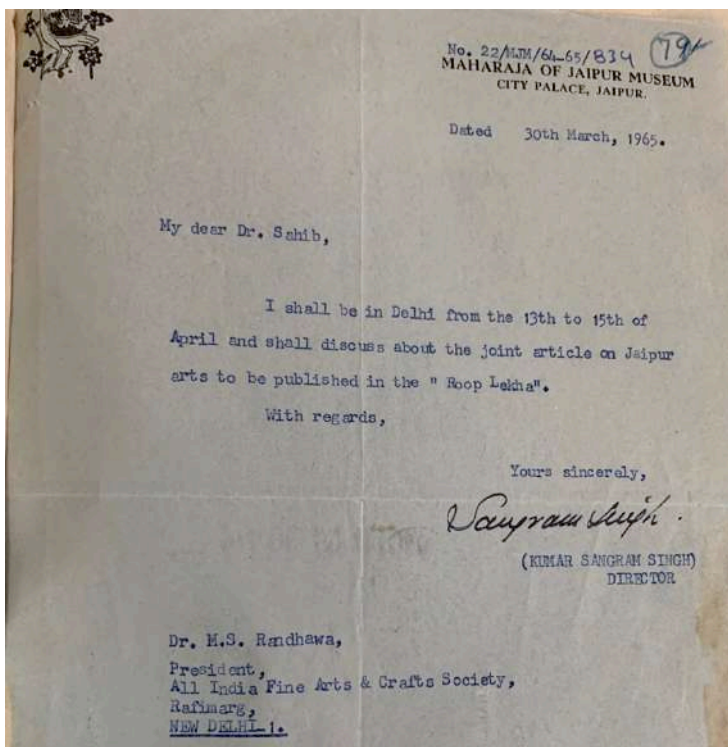 No. 22/MJM/64-65/834 79
MAHARAJA OF JAIPUR MUSEUM
CITY PALACE, JAIPUR.
Dated 30th March, 1965.
My dear Dr. Sahib,
I shall be in Delhi from the 13th to 15th of
April and shall discuss about the joint article on Jaipur
arts to be published in the " Roop Lekha".
With regards,
Yours sincerely,
Sangram Singh.
(KUMAR SANGRAM SINGH)
DIRECTOR
Dr. M.S. Randhawa,
President,
All India Fine Arts & Crafts Society,
Rafimarg,
NEW DELHI-1.